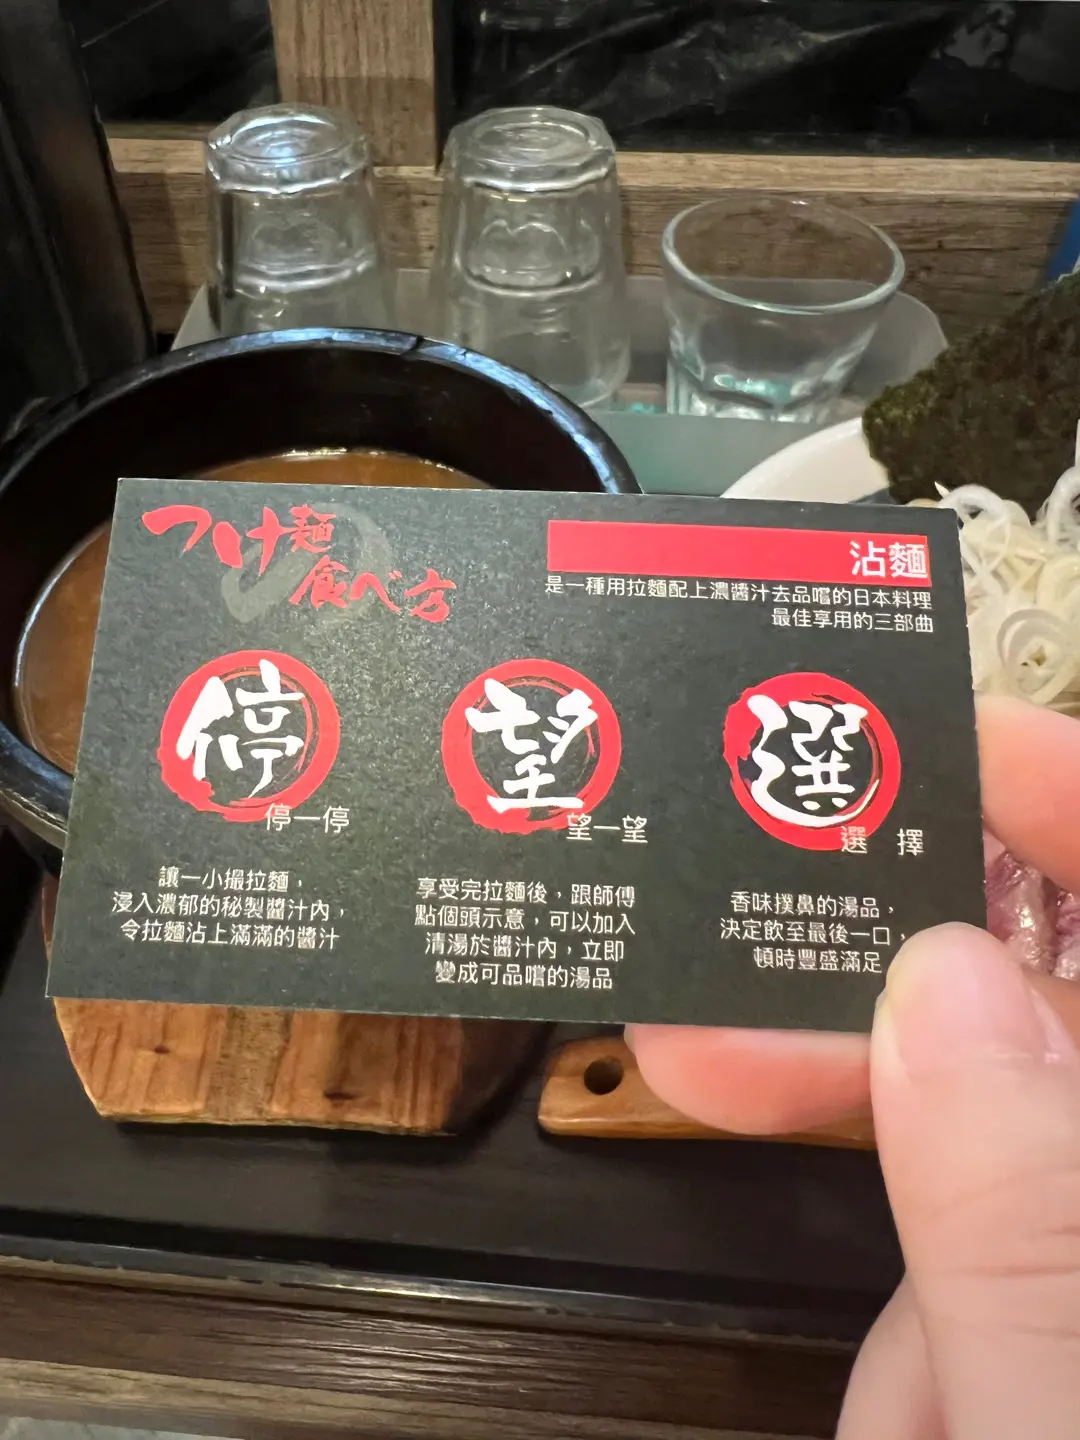 つけ麺
食べ方
沾麵
是一種用拉麵配上濃醬汁去品嚐的日本料理
最佳享用的三部曲
停
停一停
讓一小撮拉麵，
浸入濃郁的秘製醬汁內，
令拉麵沾上滿滿的醬汁
望
望一望
享受完拉麵後，跟師傅
點個頭示意，可以加入
清湯於醬汁內，立即
變成可品嚐的湯品
選
選 擇
香味撲鼻的湯品，
決定飲至最後一口，
頓時豐盛滿足